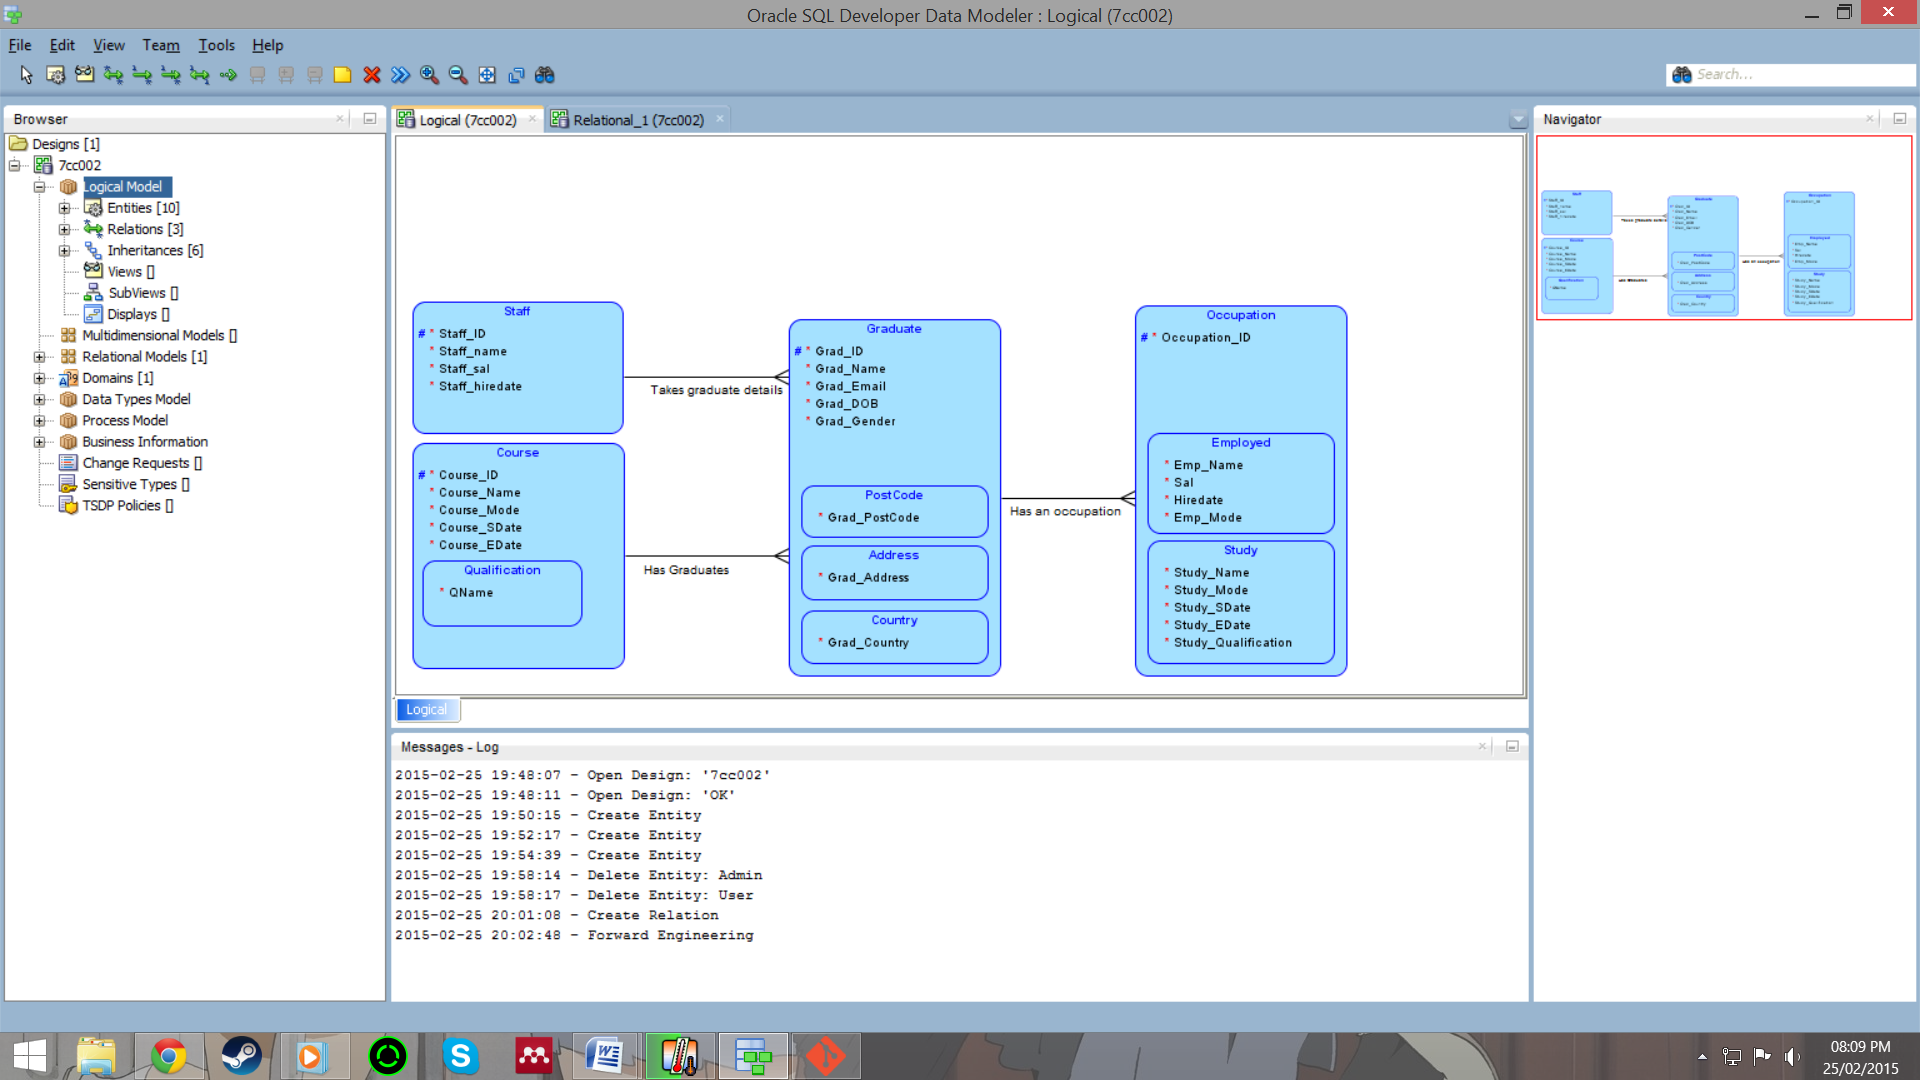 Oracle SQL Developer Data Modeler : Logical (7cc002)
File Edit View Team Tools Help
Search...
Browser
Designs [1]
7cc002
Logical Model
Entities [10]
Relations [3]
Inheritances [6]
Views []
SubViews []
Displays []
Multidimensional Models []
Relational Models [1]
Domains [1]
Data Types Model
Process Model
Business Information
Change Requests []
Sensitive Types []
TSDP Policies []
Logical (7cc002)
Relational_1 (7cc002)
Staff
# * Staff_ID
* Staff_name
* Staff_sal
* Staff_hiredate
Course
# * Course_ID
* Course_Name
* Course_Mode
* Course_SDate
* Course_EDate
Qualification
* QName
Takes graduate details
Has Graduates
Graduate
# * Grad_ID
* Grad_Name
* Grad_Email
* Grad_DOB
* Grad_Gender
PostCode
* Grad_PostCode
Address
* Grad_Address
Country
* Grad_Country
Has an occupation
Occupation
# * Occupation_ID
Employed
* Emp_Name
* Sal
* Hiredate
* Emp_Mode
Study
* Study_Name
* Study_Mode
* Study_SDate
* Study_EDate
* Study_Qualification
Logical
Navigator
Messages - Log
2015-02-25 19:48:07 - Open Design: '7cc002'
2015-02-25 19:48:11 - Open Design: 'OK'
2015-02-25 19:50:15 - Create Entity
2015-02-25 19:52:17 - Create Entity
2015-02-25 19:54:39 - Create Entity
2015-02-25 19:58:14 - Delete Entity: Admin
2015-02-25 19:58:17 - Delete Entity: User
2015-02-25 20:01:08 - Create Relation
2015-02-25 20:02:48 - Forward Engineering
08:09 PM
25/02/2015